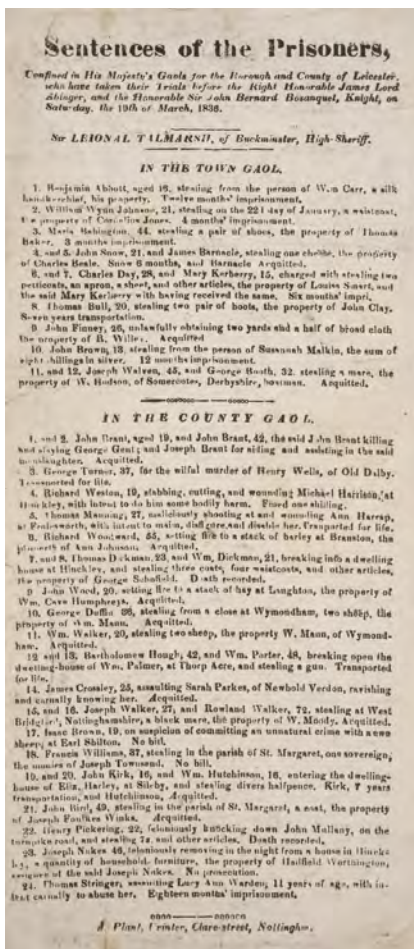 Sentences of the Prisoners,
Confined in His Majesty's Gaols for the Borough and County of Leicester,
who have taken their Trials before the Right Honorable James Lord
Abinger, and the Honorable Sir John Bernard Bosanquet, Knight, on
Saturday, the 19th of March, 1836.
Sir LEIONAL TALMARSH, of Buckminster, High-Sheriff.
IN THE TOWN GAOL.
1. Benjamin Abbott, aged 16, stealing from the person of Wm Carr, a silk
handkerchief, his property. Twelve months' imprisonment.
2. William Wynn Johnson, 21, stealing on the 22d day of January, a waistcoat,
the property of Cornelius Jones. 4 months' imprisonment.
3. Maria Babington, 44, stealing a pair of shoes, the property of Thomas
Baker. 3 months imprisonment.
4. and 5. John Snow, 21, and James Barnacle, stealing one cheese, the property
of Charles Beale. Snow 6 months, and Barnacle Acquitted.
6. and 7. Charles Day, 28, and Mary Kerberry, 15, charged with stealing two
petticoats, an apron, a sheet, and other articles, the property of Louisa Smart, and
the said Mary Kerberry with having received the same. Six months' impri.
8. Thomas Bull, 20, stealing two pair of boots, the property of John Clay.
Seven years transportation.
9 John Finney, 26, unlawfully obtaining two yards and a half of broad cloth
the property of R. Willey. Acquitted
10. John Brown, 13, stealing from the person of Susannah Malkin, the sum of
eight shillings in silver. 12 months imprisonment.
11. and 12. Joseph Walven, 45, and George Booth, 32. stealing a mare, the
property of W. Hodson, of Somercotes, Derbyshire, boatman. Acquitted.
IN THE COUNTY GAOL.
1. and 2. John Brant, aged 19, and John Brant, 42, the said John Brant killing
and slaying George Gent; and Joseph Brant for aiding and assisting in the said
manslaughter. Acquitted.
3. George Turner, 37, for the wilful murder of Henry Wells, of Old Dalby.
Transported for life.
4. Richard Weston, 19, stabbing, cutting, and wounding Michael Harrison, at
Hinckley, with intent to do him some bodily harm. Fined one shilling.
5. Thomas Manning, 27, maliciously shooting at and wounding Ann Harrap,
at with intent to maim, disfigure, and disable her. Tranported for life.
6. Richard Woodward, 55, setting fire to a stack of barley at Branston, the
property of Ann Johnson. Acquitted.
7. and 8. Thomas Dickman, 23, and Wm. Dickman, 21, breaking into a dwelling
house at Hinckley, and stealing three coats, four waistcoats, and other articles,
the property of George Schofield. Death recorded.
9 John Wood, 20, setting fire to a stack of hay at Laughton, the property of
Wm. Cave Humphreys. Acquitted.
10. George Duffin 36, stealing from a close at Wymondham, two sheep, the
property of Wm. Mann. Acquitted.
11. Wm. Walker, 20, stealing two sheep, the property W. Mann, of Wymond-
ham. Acquitted.
12 and 13. Bartholomew Hough, 42, and Wm. Porter, 48, breaking open the
dwelling-house of Wm. Palmer, at Thorp Acre, and stealing a gun. Transported
for life.
14. James Crossley, 25, assaulting Sarah Parkes, of Newbold Verdon, ravishing
and carnally knowing her. Acquitted.
15. and 16. Joseph Walker, 27, and Rowland Walker, 72, stealing at West
Bridgford, Nottinghamshire, a black mare, the property of W. Moody. Acquitted.
17. Isaac Brown, 19, on suspicion of committing an unnatural crime with a
sheep, at Earl Shilton. No bill.
18. Francis Williams, 37, stealing in the parish of St. Margaret, one sovereign,
the monies of Joseph Townsend. No bill.
19. and 20. John Kirk, 16, and Wm. Hutchinson, 16, entering the dwelling-
house of Eliz. Harley, at Sileby, and stealing divers halfpence. Kirk, 7 years
transportation, and Hutchinson, Acquitted.
21. John Bird, 49, stealing in the parish of St. Margaret, a coat, the property
of Joseph Foulkes Winks. Acquitted.
22. Henry Pickering, 22, feloniously knocking down John Mullany, on the
turnpike road, and stealing 7s. and other articles. Death recorded.
23. Joseph Nokes 46, feloniously removing in the night from a house in Hinck-
ley, a quantity of household furniture, the property of Hadfield Worthington,
assignee of the said Joseph Nokes. No prosecution.
24. Thomas Stringer, assaulting Lucy Ann Warden, 11 years of age, with in-
tent carnally to abuse her. Eighteen months' imprisonment.
Plant, Printer, Clare-street, Nottingham.